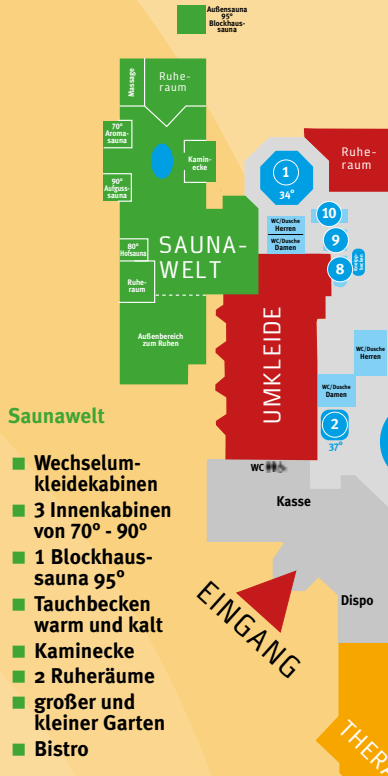 Außensauna
95°
Blockhaus-
sauna
Massage
Ruhe-
raum
70°
Aroma-
sauna
Kamin-
ecke
90°
Aufguss-
sauna
80°
Hofsauna
SAUNA-
WELT
Ruhe-
raum
Außenbereich
zum Ruhen
Ruhe-
raum
1
34°
WC/Dusche
Herren
WC/Dusche
Damen
10
9
8
UMKLEIDE
WC/Dusche
Herren
WC/Dusche
Damen
2
37°
WC
Kasse
EINGANG
Dispo
THERA
Saunawelt
Wechselum-
kleidekabinen
3 Innenkabinen
von 70° - 90°
1 Blockhaus-
sauna 95°
Tauchbecken
warm und kalt
Kaminecke
2 Ruheräume
großer und
kleiner Garten
Bistro